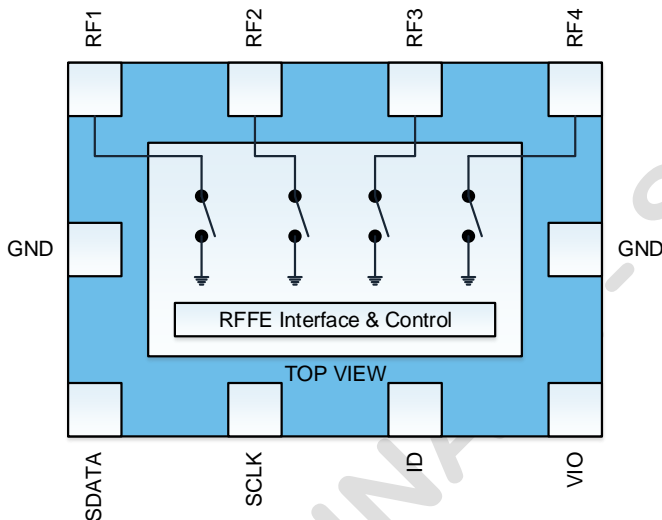 RF1
RF2
RF3
RF4
GND
GND
RFFE Interface & Control
TOP VIEW
SDATA
SCLK
ID
VIO